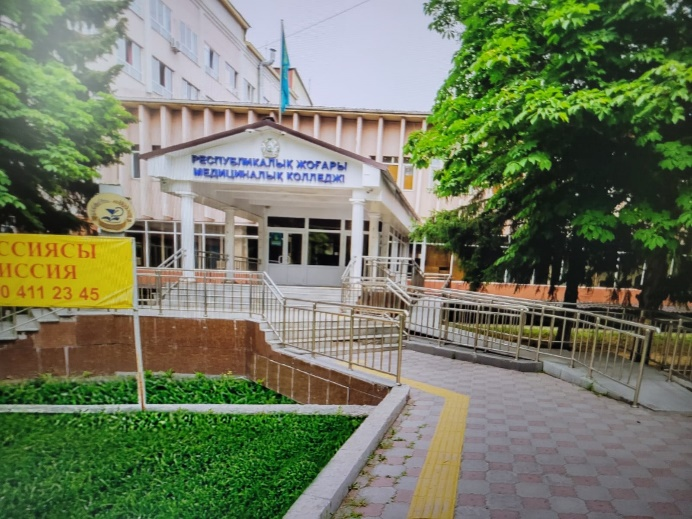 РЕСПУБЛИКАЛЫҚ ЖОҒАРЫ
МЕДИЦИНАЛЫҚ КОЛЛЕДЖІ
ССИЯСЫ
ИССИЯ
0 411 23 45